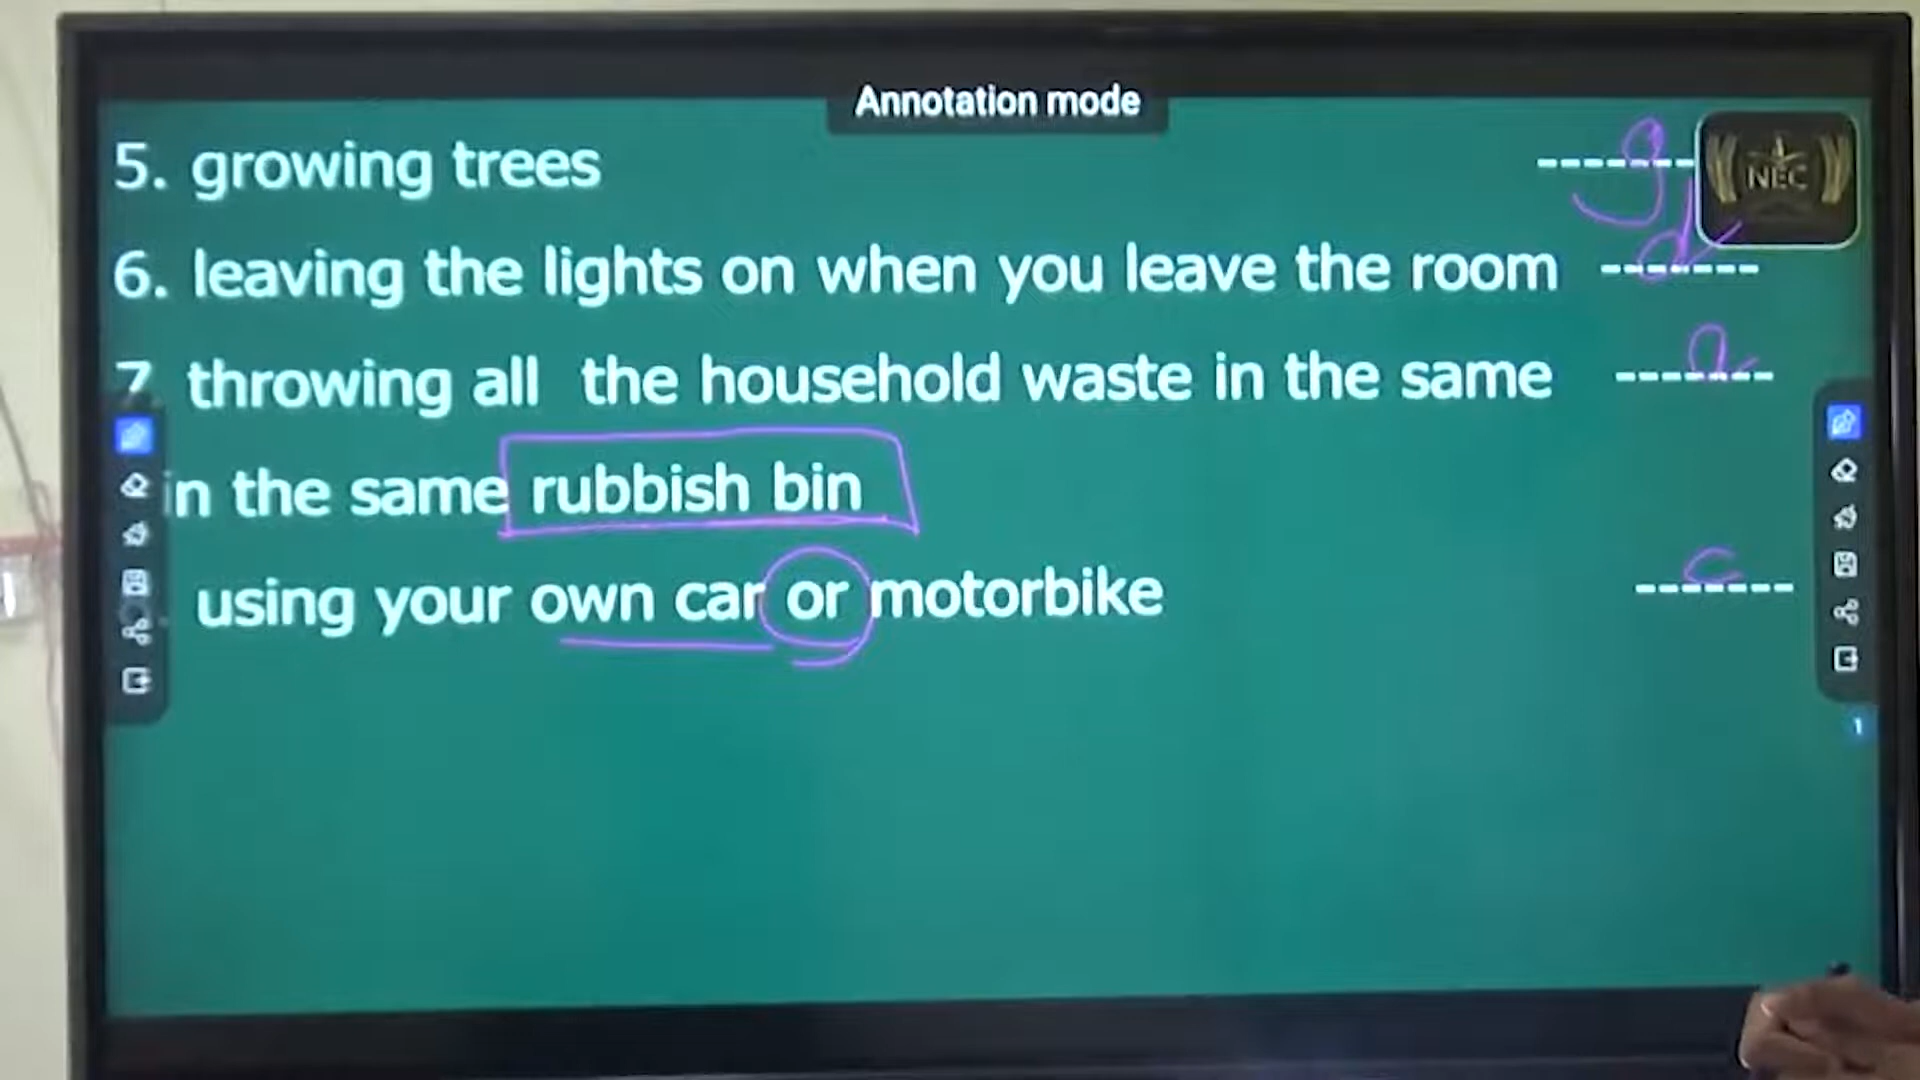 Annotation mode
5. growing trees ------- g
NEC
6. leaving the lights on when you leave the room ------- d
7 throwing all the household waste in the same ------- a
in the same rubbish bin
. using your own car or motorbike ------- c
1